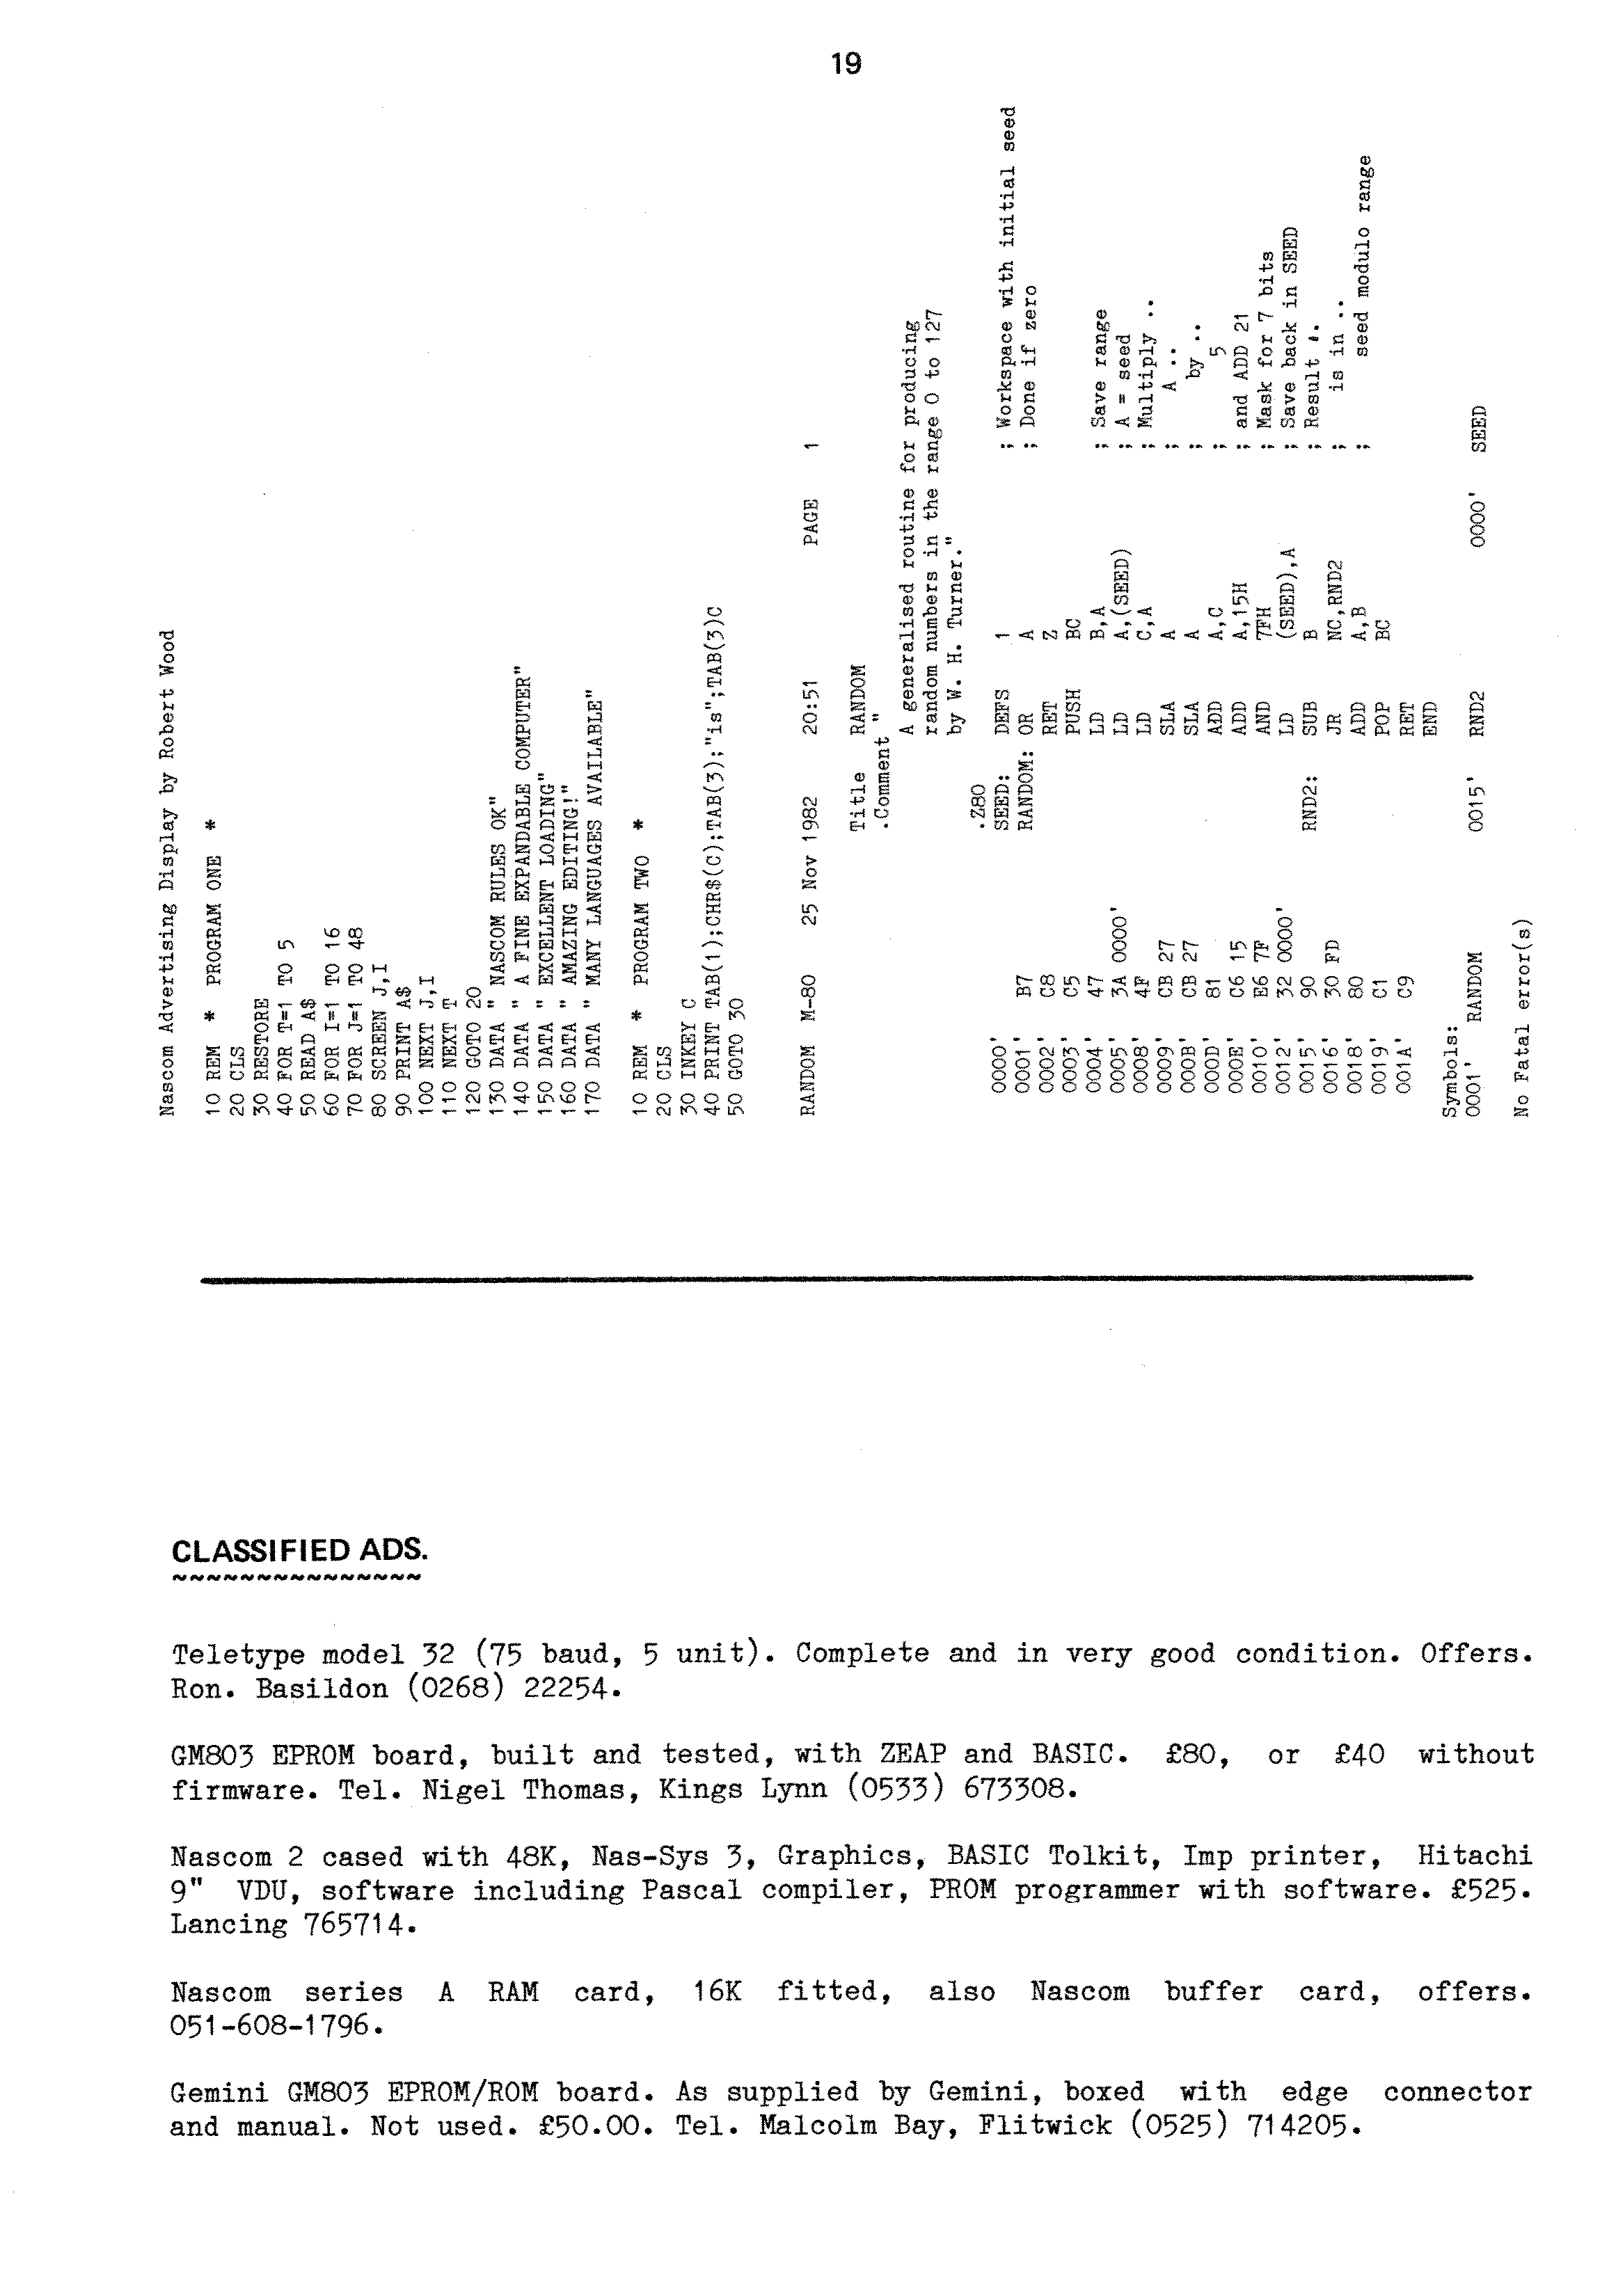 19
Nascom Advertising Display by Robert Wood
10 REM  *  PROGRAM ONE  *
20 CLS
30 RESTORE
40 FOR T=1 TO 5
50 READ A$
60 FOR I=1 TO 16
70 FOR J=1 TO 48
80 SCREEN J,I
90 PRINT A$
100 NEXT J,I
110 NEXT T
120 GOTO 20
130 DATA " NASCOM RULES OK"
140 DATA " A FINE EXPANDABLE COMPUTER"
150 DATA " EXCELLENT LOADING"
160 DATA " AMAZING EDITING!"
170 DATA " MANY LANGUAGES AVAILABLE"
10 REM  *  PROGRAM TWO  *
20 CLS
30 INKEY C
40 PRINT TAB(1);CHR$(C);TAB(3);"is";TAB(3)C
50 GOTO 30
RANDOM  M-80    25 Nov 1982    20:51    PAGE    1
Title   RANDOM
.Comment "
A generalised routine for producing
random numbers in the range 0 to 127
by W. H. Turner."
.Z80
0000'    SEED:   DEFS    1    ; Workspace with initial seed
0001'   B7    RANDOM: OR    A    ; Done if zero
0002'   C8    RET    Z
0003'   C5    PUSH    BC
0004'   47    LD    B,A    ; Save range
0005'   3A 0000'    LD    A,(SEED)    ; A = seed
0008'   4F    LD    C,A    ; Multiply ..
0009'   CB 27    SLA    A    ;    A ..
000B'   CB 27    SLA    A    ;    by ..
000D'   81    ADD    A,C    ;    5
000E'   C6 15    ADD    A,15H    ; and ADD 21
0010'   E6 7F    AND    7FH    ; Mask for 7 bits
0012'   32 0000'    LD    (SEED),A    ; Save back in SEED
0015'   90    RND2:   SUB    B    ; Result ..
0016'   30 FD    JR    NC,RND2    ;    is in ..
0018'   80    ADD    A,B    ;    seed modulo range
0019'   C1    POP    BC
001A'   C9    RET
END
Symbols:
0001'   RANDOM    0015'   RND2    0000'   SEED
No Fatal error(s)
CLASSIFIED ADS.
~~~~~~~~~~~~~~~
Teletype model 32 (75 baud, 5 unit). Complete and in very good condition. Offers.
Ron. Basildon (0268) 22254.
GM803 EPROM board, built and tested, with ZEAP and BASIC. £80, or £40 without
firmware. Tel. Nigel Thomas, Kings Lynn (0533) 673308.
Nascom 2 cased with 48K, Nas-Sys 3, Graphics, BASIC Tolkit, Imp printer, Hitachi
9" VDU, software including Pascal compiler, PROM programmer with software. £525.
Lancing 765714.
Nascom series A RAM card, 16K fitted, also Nascom buffer card, offers.
051-608-1796.
Gemini GM803 EPROM/ROM board. As supplied by Gemini, boxed with edge connector
and manual. Not used. £50.00. Tel. Malcolm Bay, Flitwick (0525) 714205.